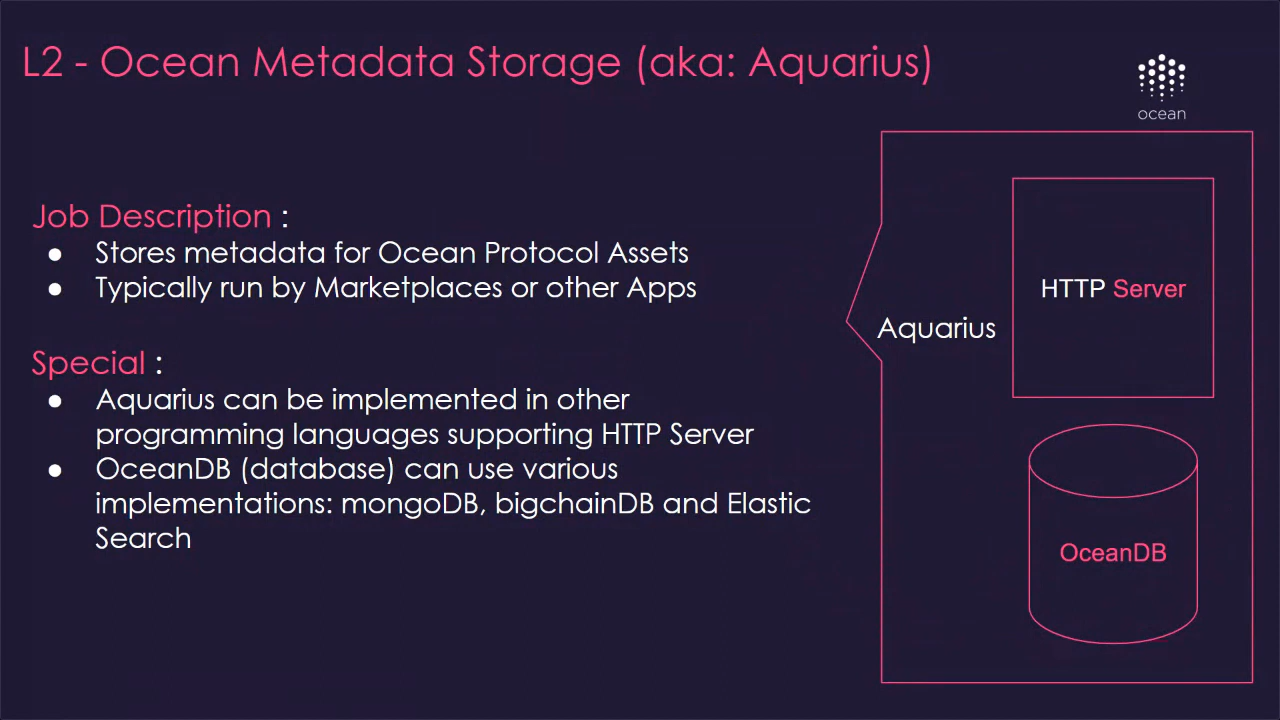 L2 - Ocean Metadata Storage (aka: Aquarius)
ocean
Job Description :
● Stores metadata for Ocean Protocol Assets
● Typically run by Marketplaces or other Apps
Special :
● Aquarius can be implemented in other
programming languages supporting HTTP Server
● OceanDB (database) can use various
implementations: mongoDB, bigchainDB and Elastic
Search
Aquarius
HTTP Server
OceanDB